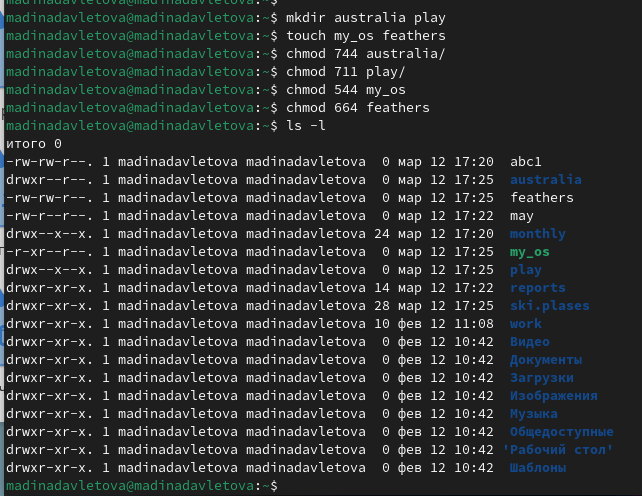 madinadavletova@madinadavletova:~$
madinadavletova@madinadavletova:~$ mkdir australia play
madinadavletova@madinadavletova:~$ touch my_os feathers
madinadavletova@madinadavletova:~$ chmod 744 australia/
madinadavletova@madinadavletova:~$ chmod 711 play/
madinadavletova@madinadavletova:~$ chmod 544 my_os
madinadavletova@madinadavletova:~$ chmod 664 feathers
madinadavletova@madinadavletova:~$ ls -l
итого 0
-rw-rw-r--. 1 madinadavletova madinadavletova  0 мар 12 17:20  abc1
drwxr--r--. 1 madinadavletova madinadavletova  0 мар 12 17:25  australia
-rw-rw-r--. 1 madinadavletova madinadavletova  0 мар 12 17:25  feathers
-rw-r--r--. 1 madinadavletova madinadavletova  0 мар 12 17:22  may
drwx--x--x. 1 madinadavletova madinadavletova 24 мар 12 17:20  monthly
-r-xr--r--. 1 madinadavletova madinadavletova  0 мар 12 17:25  my_os
drwx--x--x. 1 madinadavletova madinadavletova  0 мар 12 17:25  play
drwxr-xr-x. 1 madinadavletova madinadavletova 14 мар 12 17:22  reports
drwxr-xr-x. 1 madinadavletova madinadavletova 28 мар 12 17:25  ski.plases
drwxr-xr-x. 1 madinadavletova madinadavletova 10 фев 12 11:08  work
drwxr-xr-x. 1 madinadavletova madinadavletova  0 фев 12 10:42  Видео
drwxr-xr-x. 1 madinadavletova madinadavletova  0 фев 12 10:42  Документы
drwxr-xr-x. 1 madinadavletova madinadavletova  0 фев 12 10:42  Загрузки
drwxr-xr-x. 1 madinadavletova madinadavletova  0 фев 12 10:42  Изображения
drwxr-xr-x. 1 madinadavletova madinadavletova  0 фев 12 10:42  Музыка
drwxr-xr-x. 1 madinadavletova madinadavletova  0 фев 12 10:42  Общедоступные
drwxr-xr-x. 1 madinadavletova madinadavletova  0 фев 12 10:42 'Рабочий стол'
drwxr-xr-x. 1 madinadavletova madinadavletova  0 фев 12 10:42  Шаблоны
madinadavletova@madinadavletova:~$